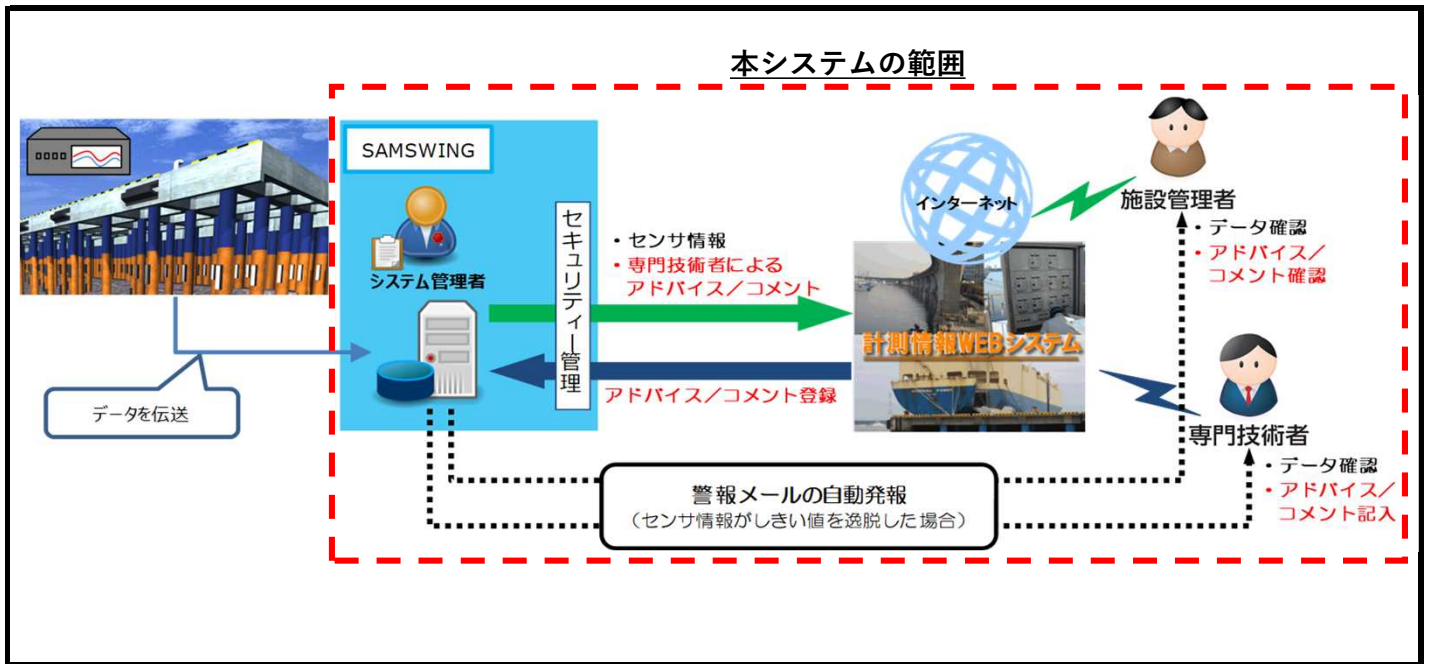 本システムの範囲
SAMSWING
システム管理者
セキュリティー管理
データを伝送
・センサ情報
・専門技術者による
アドバイス／コメント
アドバイス／コメント登録
インターネット
計測情報WEBシステム
施設管理者
・データ確認
・アドバイス／
コメント確認
専門技術者
・データ確認
・アドバイス／
コメント記入
警報メールの自動発報
（センサ情報がしきい値を逸脱した場合）